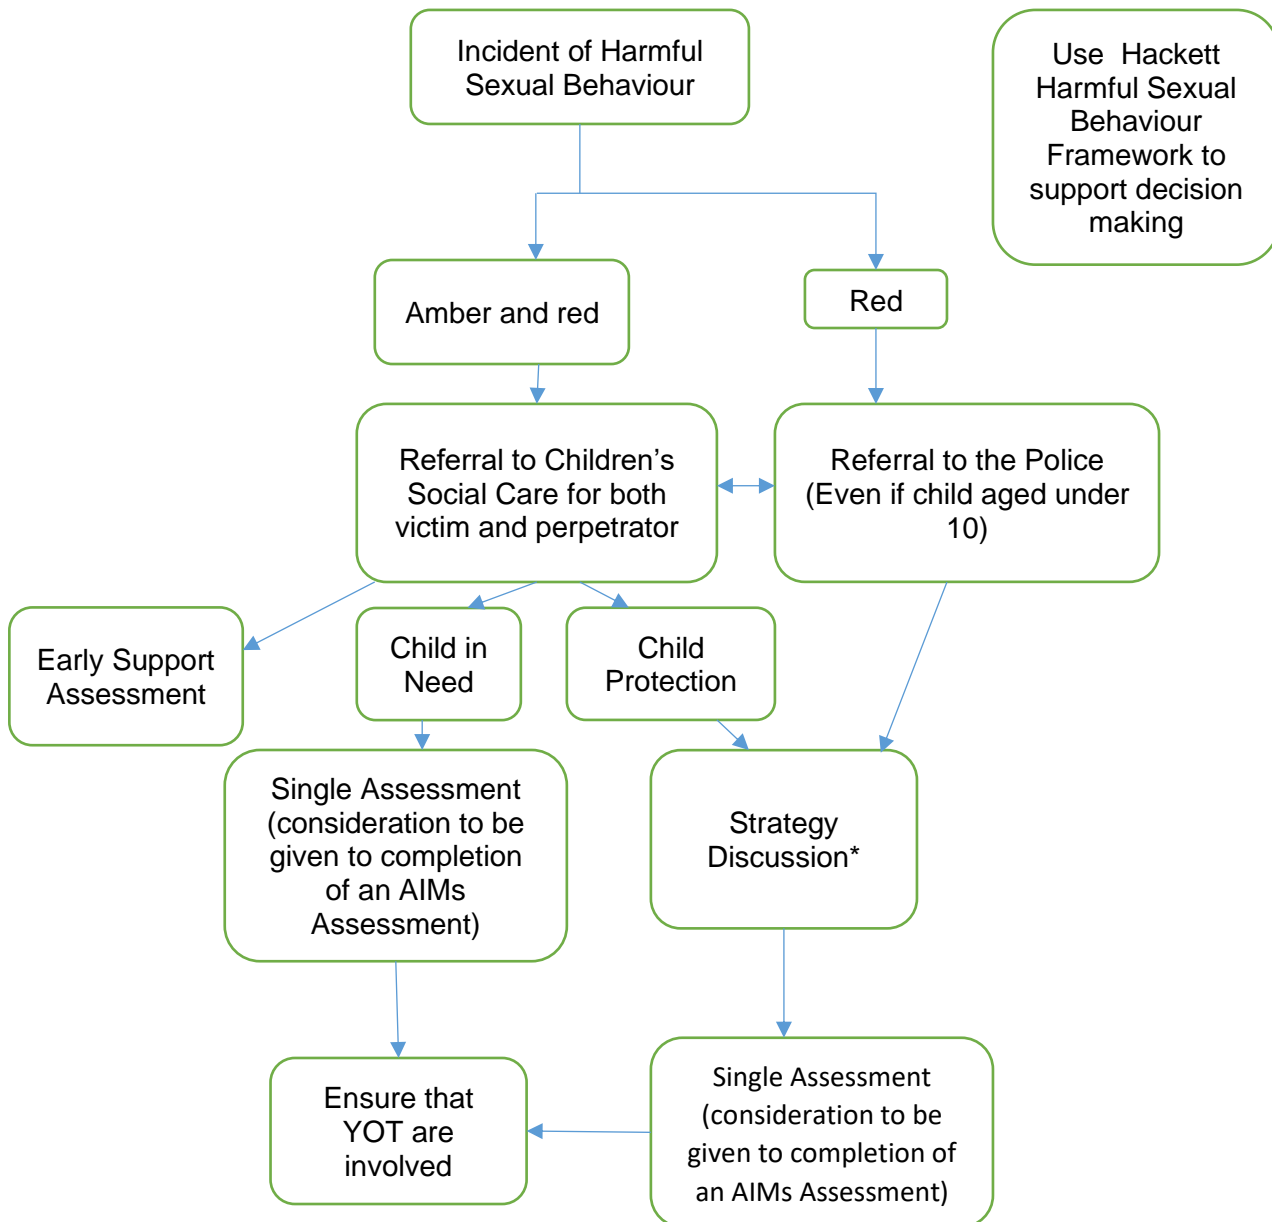 Incident of Harmful
Sexual Behaviour
Use Hackett
Harmful Sexual
Behaviour
Framework to
support decision
making
Amber and red
Red
Referral to Children’s
Social Care for both
victim and perpetrator
Referral to the Police
(Even if child aged under
10)
Early Support
Assessment
Child in
Need
Child
Protection
Single Assessment
(consideration to be
given to completion
of an AIMs
Assessment)
Strategy
Discussion*
Ensure that
YOT are
involved
Single Assessment
(consideration to be
given to completion of
an AIMs Assessment)